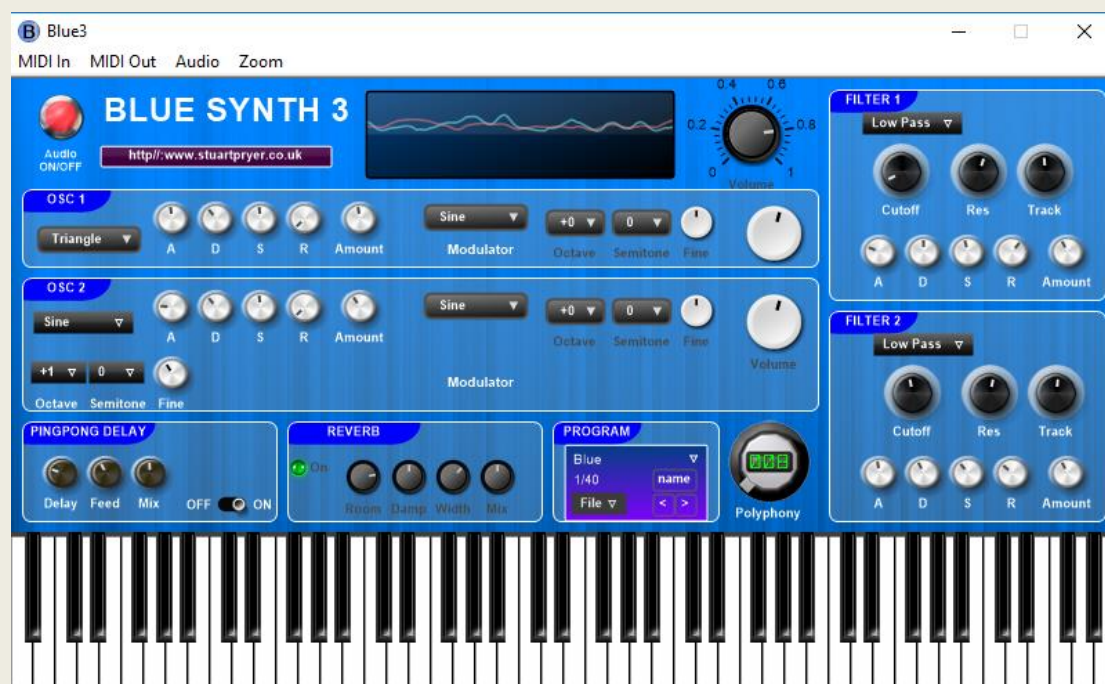 Blue3
MIDI In MIDI Out Audio Zoom
Audio ON/OFF
BLUE SYNTH 3
http//:www.stuartpryer.co.uk
0 0.2 0.4 0.6 0.8 1
Volume
OSC 1
Triangle
A D S R Amount
Sine
Modulator
+0 0
Octave Semitone Fine
OSC 2
Sine
A D S R Amount
+1 0
Octave Semitone Fine
Sine
Modulator
+0 0
Octave Semitone Fine
Volume
FILTER 1
Low Pass
Cutoff Res Track
A D S R Amount
FILTER 2
Low Pass
Cutoff Res Track
A D S R Amount
PINGPONG DELAY
Delay Feed Mix OFF ON
REVERB
On
Room Damp Width Mix
PROGRAM
Blue
1/40 name
File < >
008
Polyphony